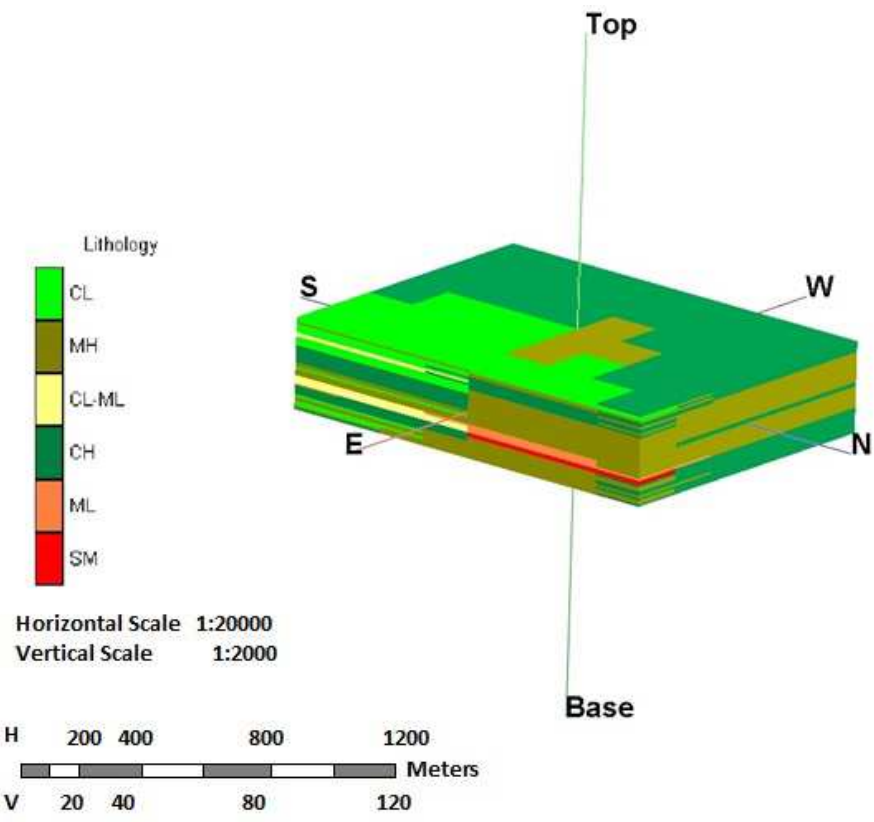 Top
S
W
Lithology
CL
MH
CL-ML
CH
ML
SM
E
N
Horizontal Scale 1:20000
Vertical Scale 1:2000
Base
H 200 400 800 1200
Meters
V 20 40 80 120